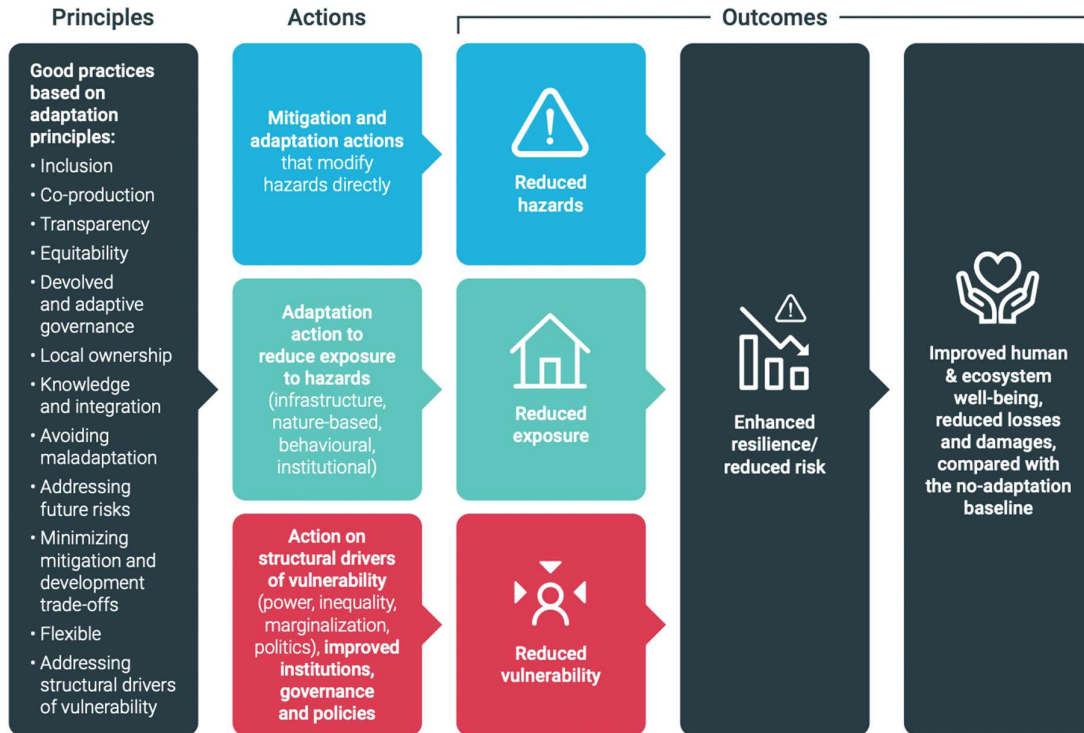 Principles
Actions
Outcomes
Good practices
based on
adaptation
principles:
• Inclusion
• Co-production
• Transparency
• Equitability
• Devolved
and adaptive
governance
• Local ownership
• Knowledge
and integration
• Avoiding
maladaptation
• Addressing
future risks
• Minimizing
mitigation and
development
trade-offs
• Flexible
• Addressing
structural drivers
of vulnerability
Mitigation and
adaptation actions
that modify
hazards directly
Adaptation
action to
reduce exposure
to hazards
(infrastructure,
nature-based,
behavioural,
institutional)
Action on
structural drivers
of vulnerability
(power, inequality,
marginalization,
politics), improved
institutions,
governance
and policies
Reduced
hazards
Reduced
exposure
Reduced
vulnerability
Enhanced
resilience/
reduced risk
Improved human
& ecosystem
well-being,
reduced losses
and damages,
compared with
the no-adaptation
baseline